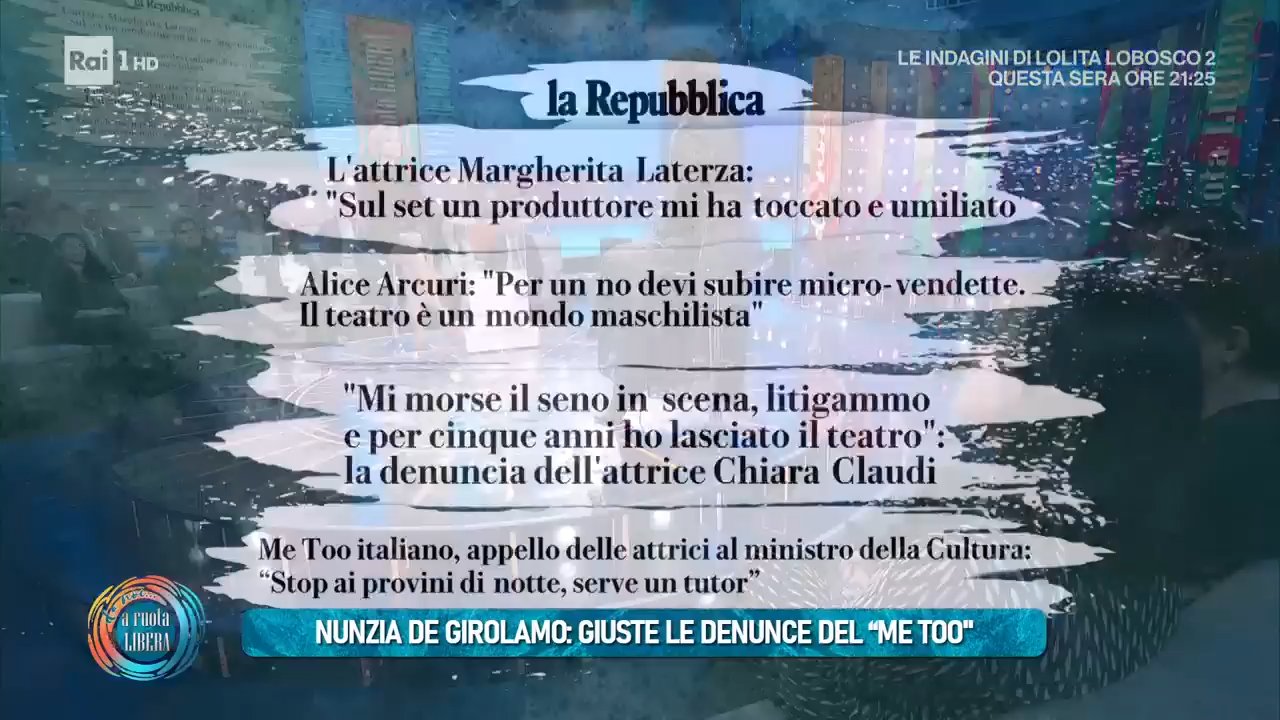 la Repubblica
Rai 1 HD
LE INDAGINI DI LOLITA LOBOSCO 2
QUESTA SERA ORE 21:25
la Repubblica
L'attrice Margherita Laterza:
"Sul set un produttore mi ha toccato e umiliato
Alice Arcuri: "Per un no devi subire micro-vendette.
Il teatro è un mondo maschilista"
"Mi morse il seno in scena, litigammo
e per cinque anni ho lasciato il teatro":
la denuncia dell'attrice Chiara Claudi
Me Too italiano, appello delle attrici al ministro della Cultura:
“Stop ai provini di notte, serve un tutor”
a ruota
LIBERA
NUNZIA DE GIROLAMO: GIUSTE LE DENUNCE DEL “ME TOO"